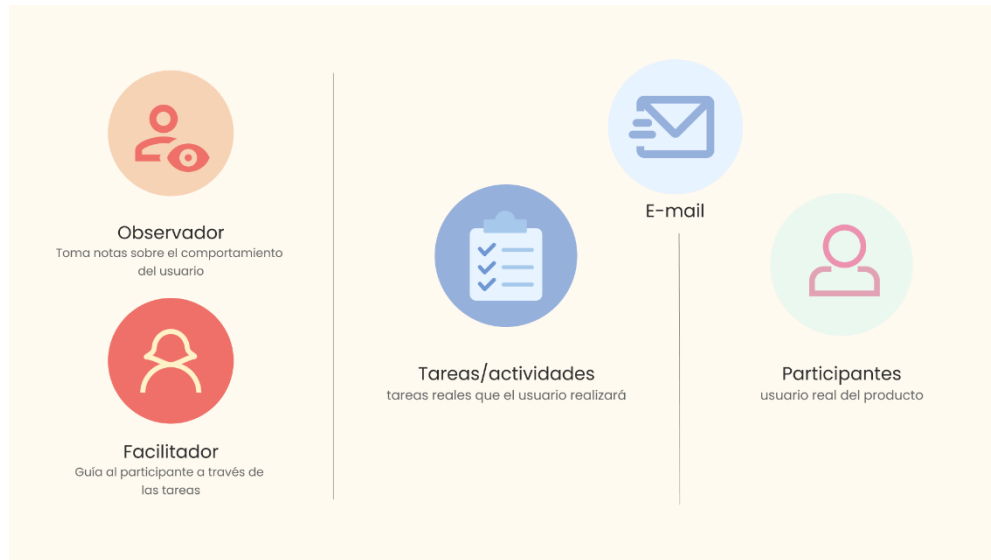 Observador
Toma notas sobre el comportamiento
del usuario
Facilitador
Guía al participante a través de
las tareas
E-mail
Tareas/actividades
tareas reales que el usuario realizará
Participantes
usuario real del producto